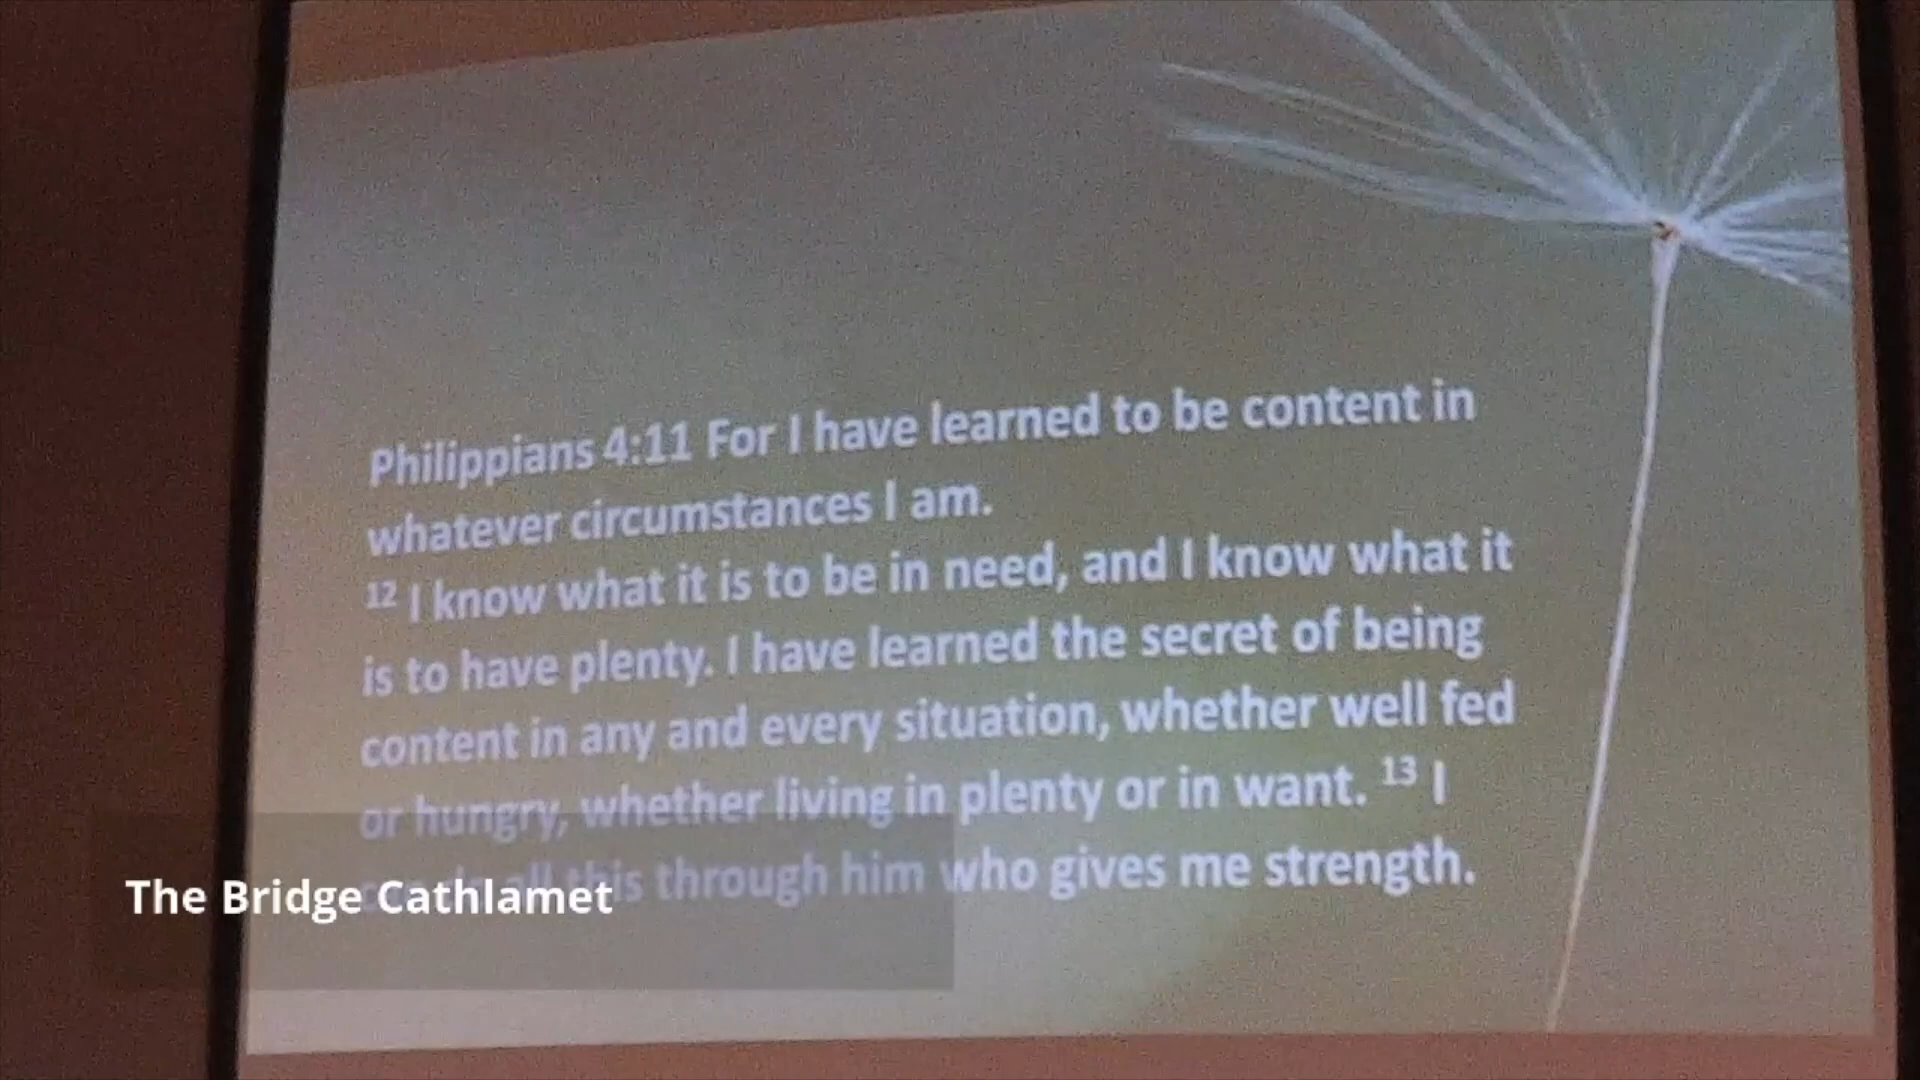 Philippians 4:11 For I have learned to be content in
whatever circumstances I am.
12 I know what it is to be in need, and I know what it
is to have plenty. I have learned the secret of being
content in any and every situation, whether well fed
or hungry, whether living in plenty or in want. 13 I
all this through him who gives me strength.
The Bridge Cathlamet